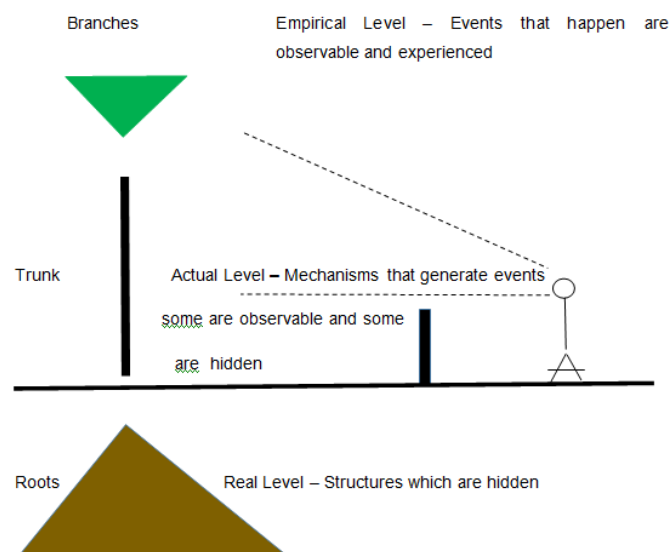 Branches
Empirical Level – Events that happen are
observable and experienced
Trunk
Actual Level – Mechanisms that generate events
some are observable and some
are hidden
Roots
Real Level – Structures which are hidden